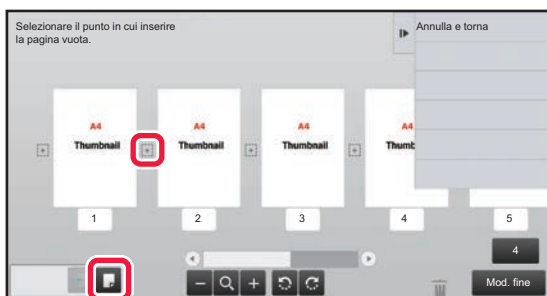 Selezionare il punto in cui inserire
la pagina vuota.
Annulla e torna
A4
Thumbnail
A4
Thumbnail
A4
Thumbnail
A4
Thumb
1
2
3
4
5
4
Mod. fine